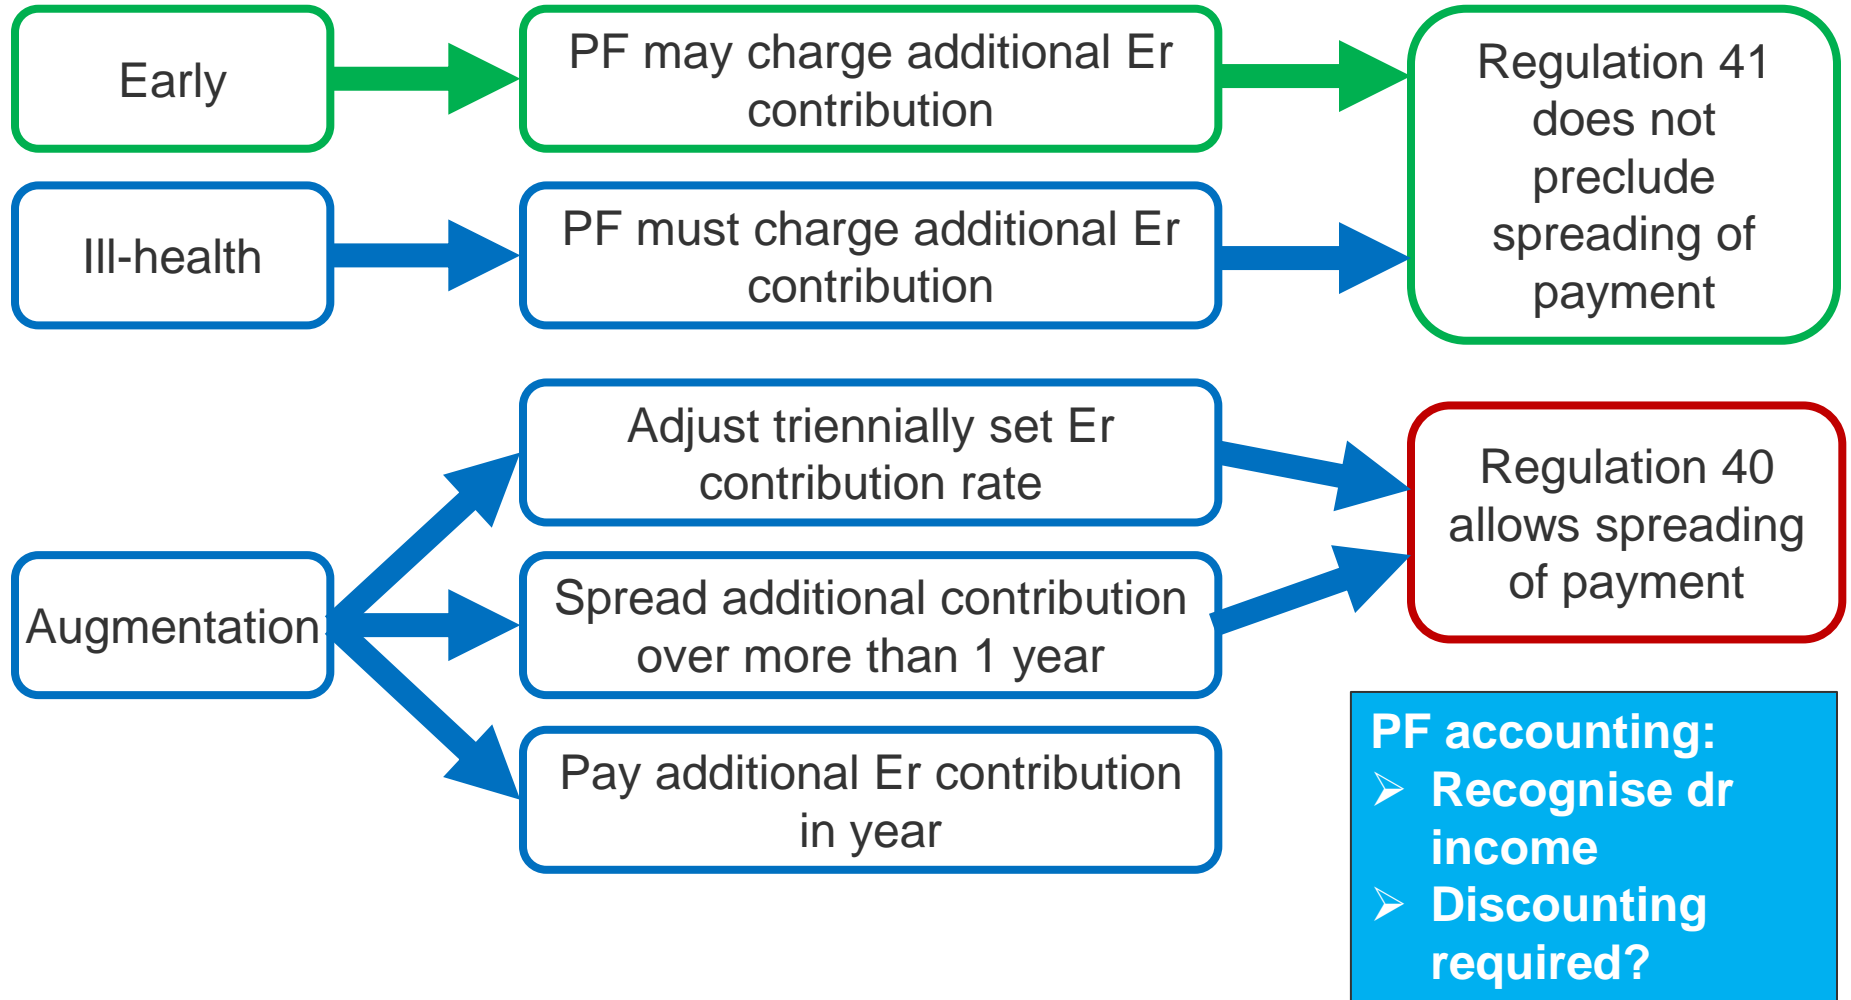 Early
PF may charge additional Er
contribution
Regulation 41
does not
preclude
spreading of
payment
Ill-health
PF must charge additional Er
contribution
Augmentation
Adjust triennially set Er
contribution rate
Spread additional contribution
over more than 1 year
Pay additional Er contribution
in year
Regulation 40
allows spreading
of payment
PF accounting:
➢ Recognise dr
income
➢ Discounting
required?